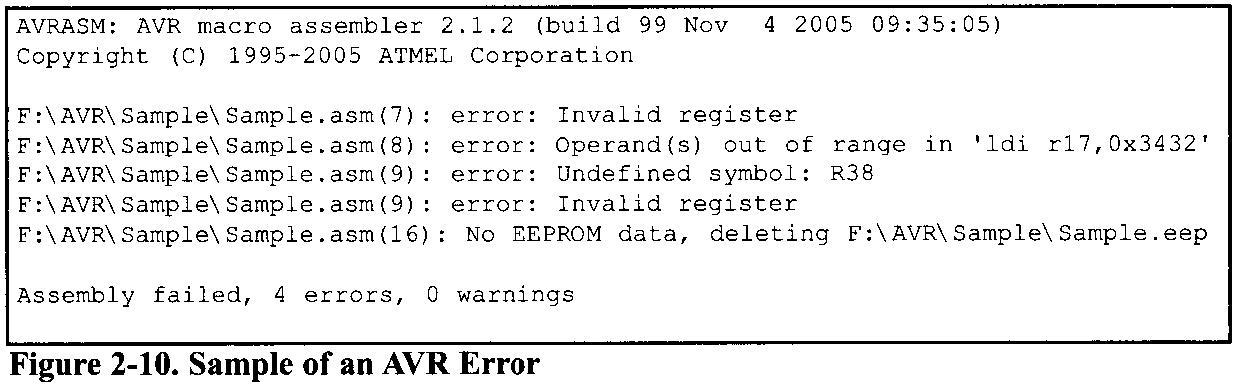 AVRASM: AVR macro assembler 2.1.2 (build 99 Nov  4 2005 09:35:05)
Copyright (C) 1995-2005 ATMEL Corporation
F:\AVR\Sample\Sample.asm(7): error: Invalid register
F:\AVR\Sample\Sample.asm(8): error: Operand(s) out of range in 'ldi r17,0x3432'
F:\AVR\Sample\Sample.asm(9): error: Undefined symbol: R38
F:\AVR\Sample\Sample.asm(9): error: Invalid register
F:\AVR\Sample\Sample.asm(16): No EEPROM data, deleting F:\AVR\Sample\Sample.eep
Assembly failed, 4 errors, 0 warnings
Figure 2-10. Sample of an AVR Error